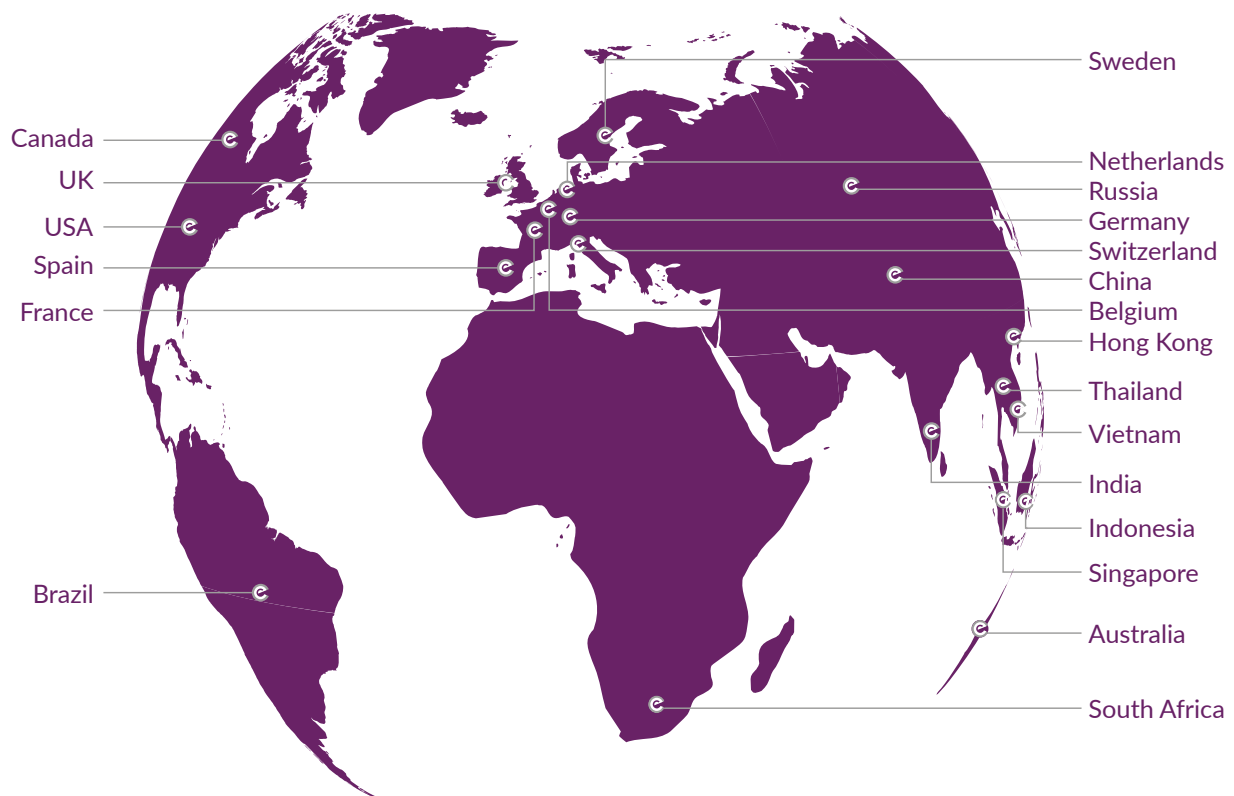 Canada
UK
USA
Spain
France
Brazil
Sweden
Netherlands
Russia
Germany
Switzerland
China
Belgium
Hong Kong
Thailand
Vietnam
India
Indonesia
Singapore
Australia
South Africa